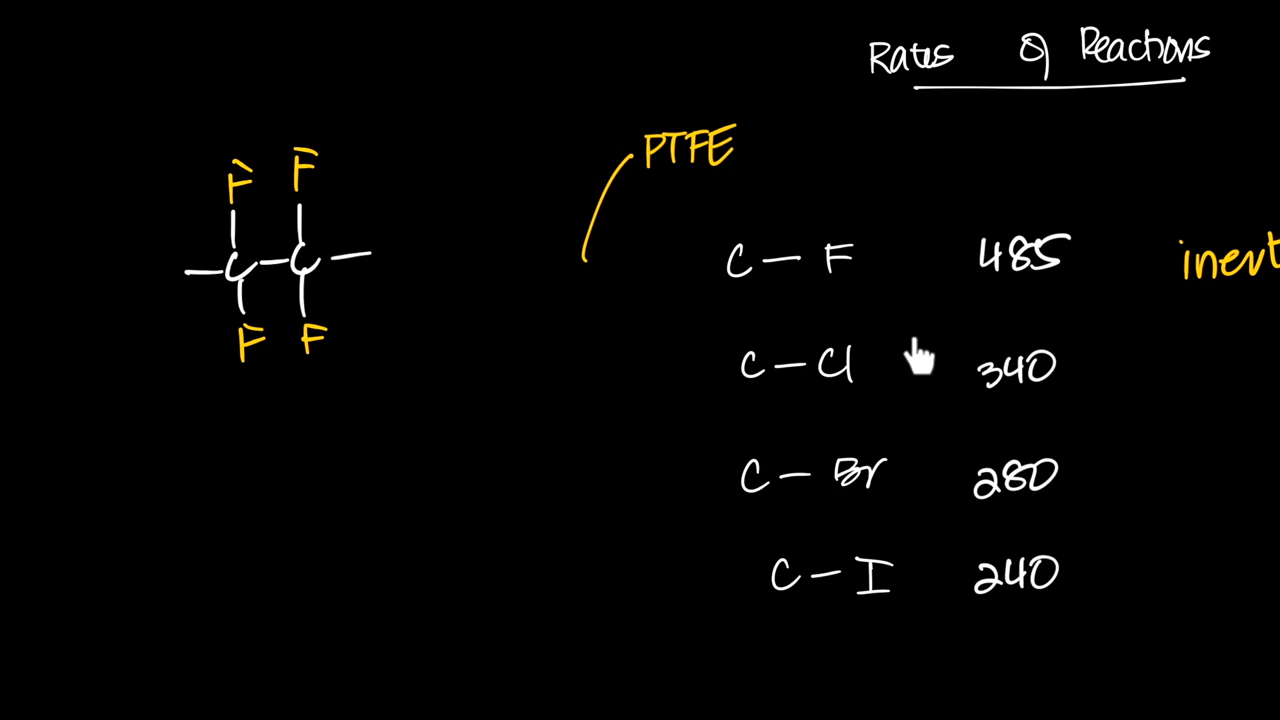 Rates of Reactions
PTFE
F F
— C — C —
F F
C — F 485 inert
C — Cl 340
C — Br 280
C — I 240